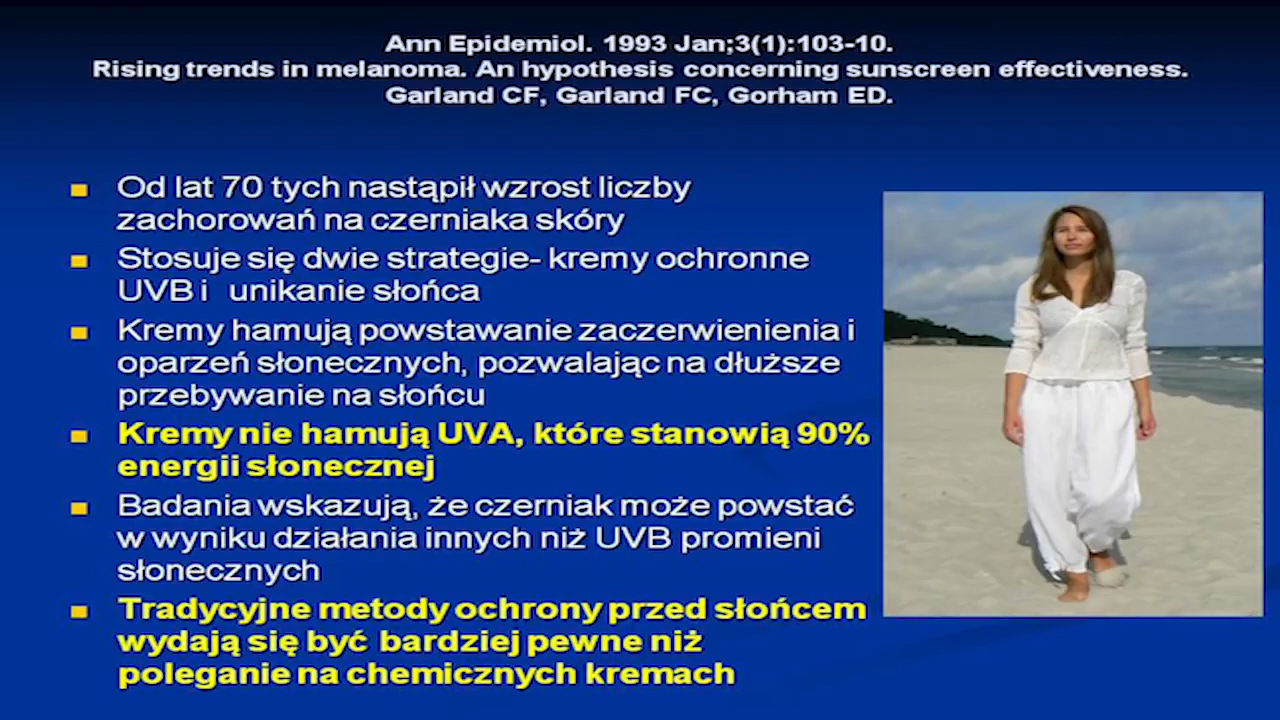 Ann Epidemiol. 1993 Jan;3(1):103-10.
Rising trends in melanoma. An hypothesis concerning sunscreen effectiveness.
Garland CF, Garland FC, Gorham ED.
Od lat 70 tych nastąpił wzrost liczby
zachorowań na czerniaka skóry
Stosuje się dwie strategie- kremy ochronne
UVB i unikanie słońca
Kremy hamują powstawanie zaczerwienienia i
oparzeń słonecznych, pozwalając na dłuższe
przebywanie na słońcu
Kremy nie hamują UVA, które stanowią 90%
energii słonecznej
Badania wskazują, że czerniak może powstać
w wyniku działania innych niż UVB promieni
słonecznych
Tradycyjne metody ochrony przed słońcem
wydają się być bardziej pewne niż
poleganie na chemicznych kremach